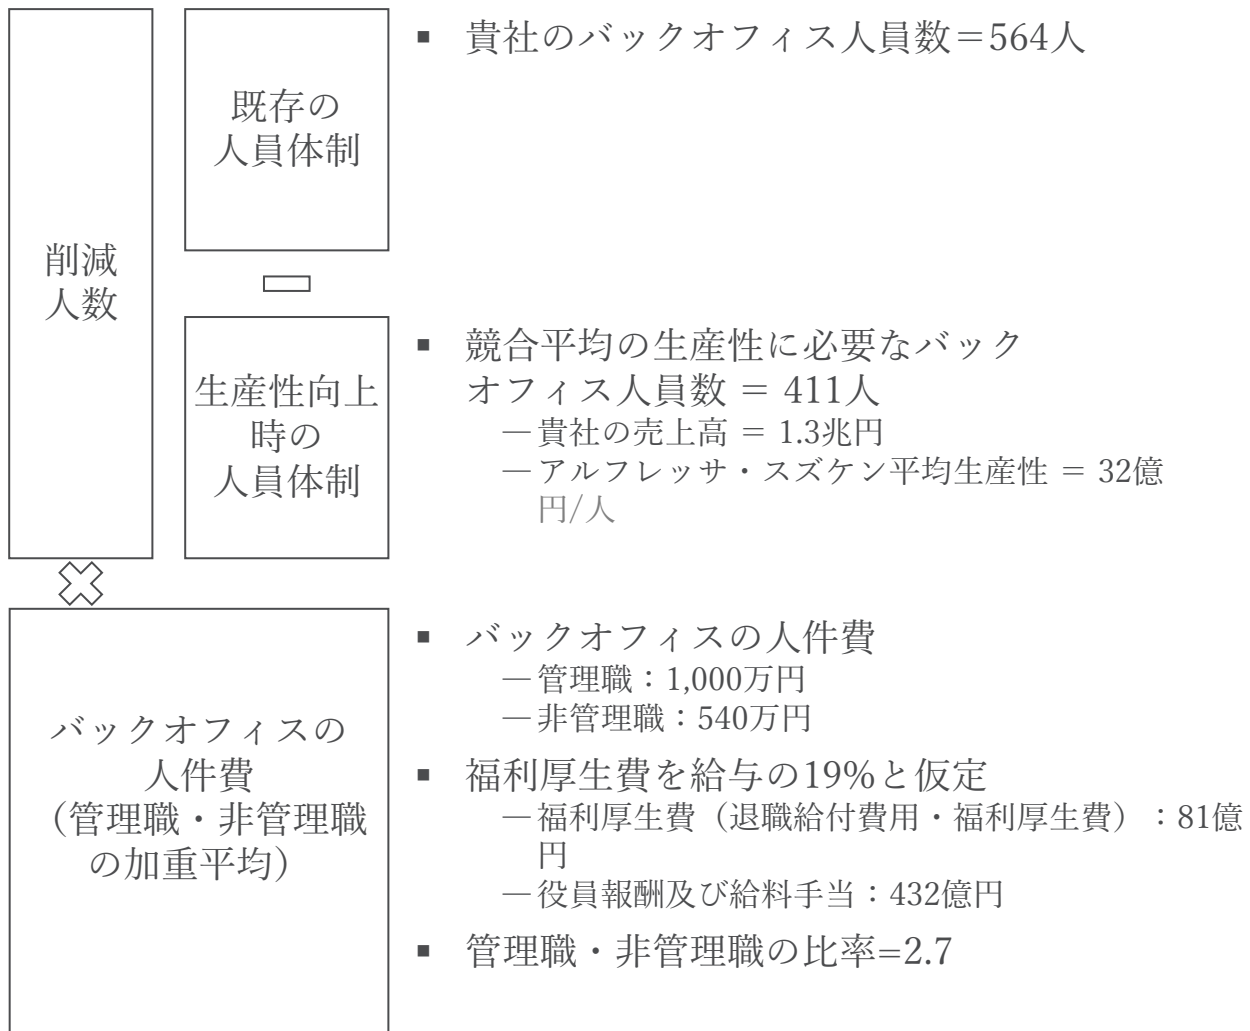 削減
人数
既存の
人員体制
■ 貴社のバックオフィス人員数＝564人
生産性向上
時の
人員体制
■ 競合平均の生産性に必要なバック
オフィス人員数 ＝ 411人
―貴社の売上高 ＝ 1.3兆円
―アルフレッサ・スズケン平均生産性 ＝ 32億
円/人
バックオフィスの
人件費
（管理職・非管理職
の加重平均）
■ バックオフィスの人件費
―管理職：1,000万円
―非管理職：540万円
■ 福利厚生費を給与の19%と仮定
―福利厚生費（退職給付費用・福利厚生費）：81億
円
―役員報酬及び給料手当：432億円
■ 管理職・非管理職の比率=2.7